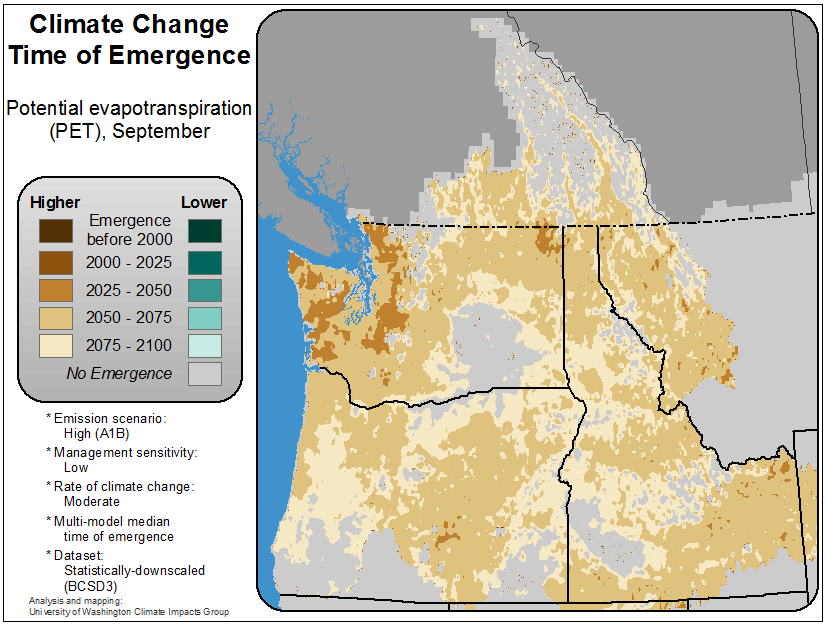 Climate Change
Time of Emergence
Potential evapotranspiration
(PET), September
Higher
Lower
Emergence
before 2000
2000 - 2025
2025 - 2050
2050 - 2075
2075 - 2100
No Emergence
* Emission scenario:
High (A1B)
* Management sensitivity:
Low
* Rate of climate change:
Moderate
* Multi-model median
time of emergence
* Dataset:
Statistically-downscaled
(BCSD3)
Analysis and mapping:
University of Washington Climate Impacts Group